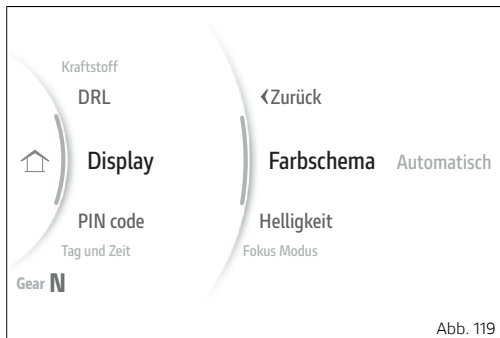 Kraftstoff
DRL
‹Zurück
Display
Farbschema Automatisch
PIN code
Helligkeit
Tag und Zeit
Fokus Modus
Gear N
Abb. 119